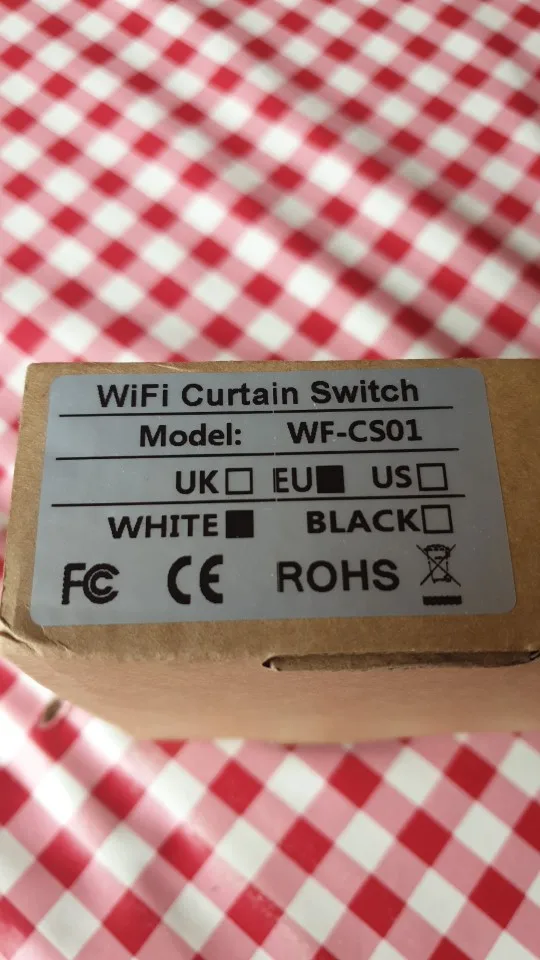 WiFi Curtain Switch
Model: WF-CS01
UK□ EU■ US□
WHITE■ BLACK□
FC CE ROHS